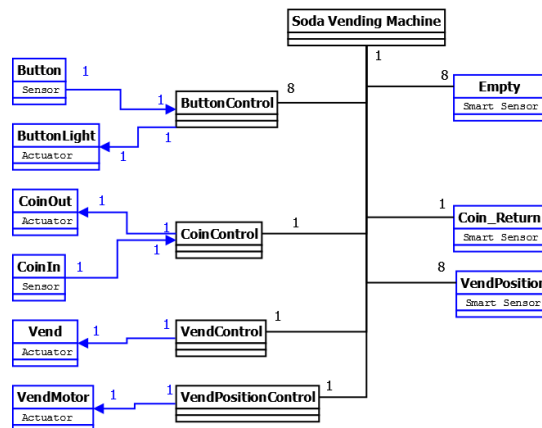 Soda Vending Machine
1
Button
Sensor
1
1
ButtonControl
8
8
Empty
Smart Sensor
ButtonLight
Actuator
1
1
CoinOut
Actuator
1
1
1
CoinControl
1
1
Coin_Return
Smart Sensor
CoinIn
Sensor
1
8
VendPosition
Smart Sensor
Vend
Actuator
1
1
VendControl
1
VendMotor
Actuator
1
1
VendPositionControl
1